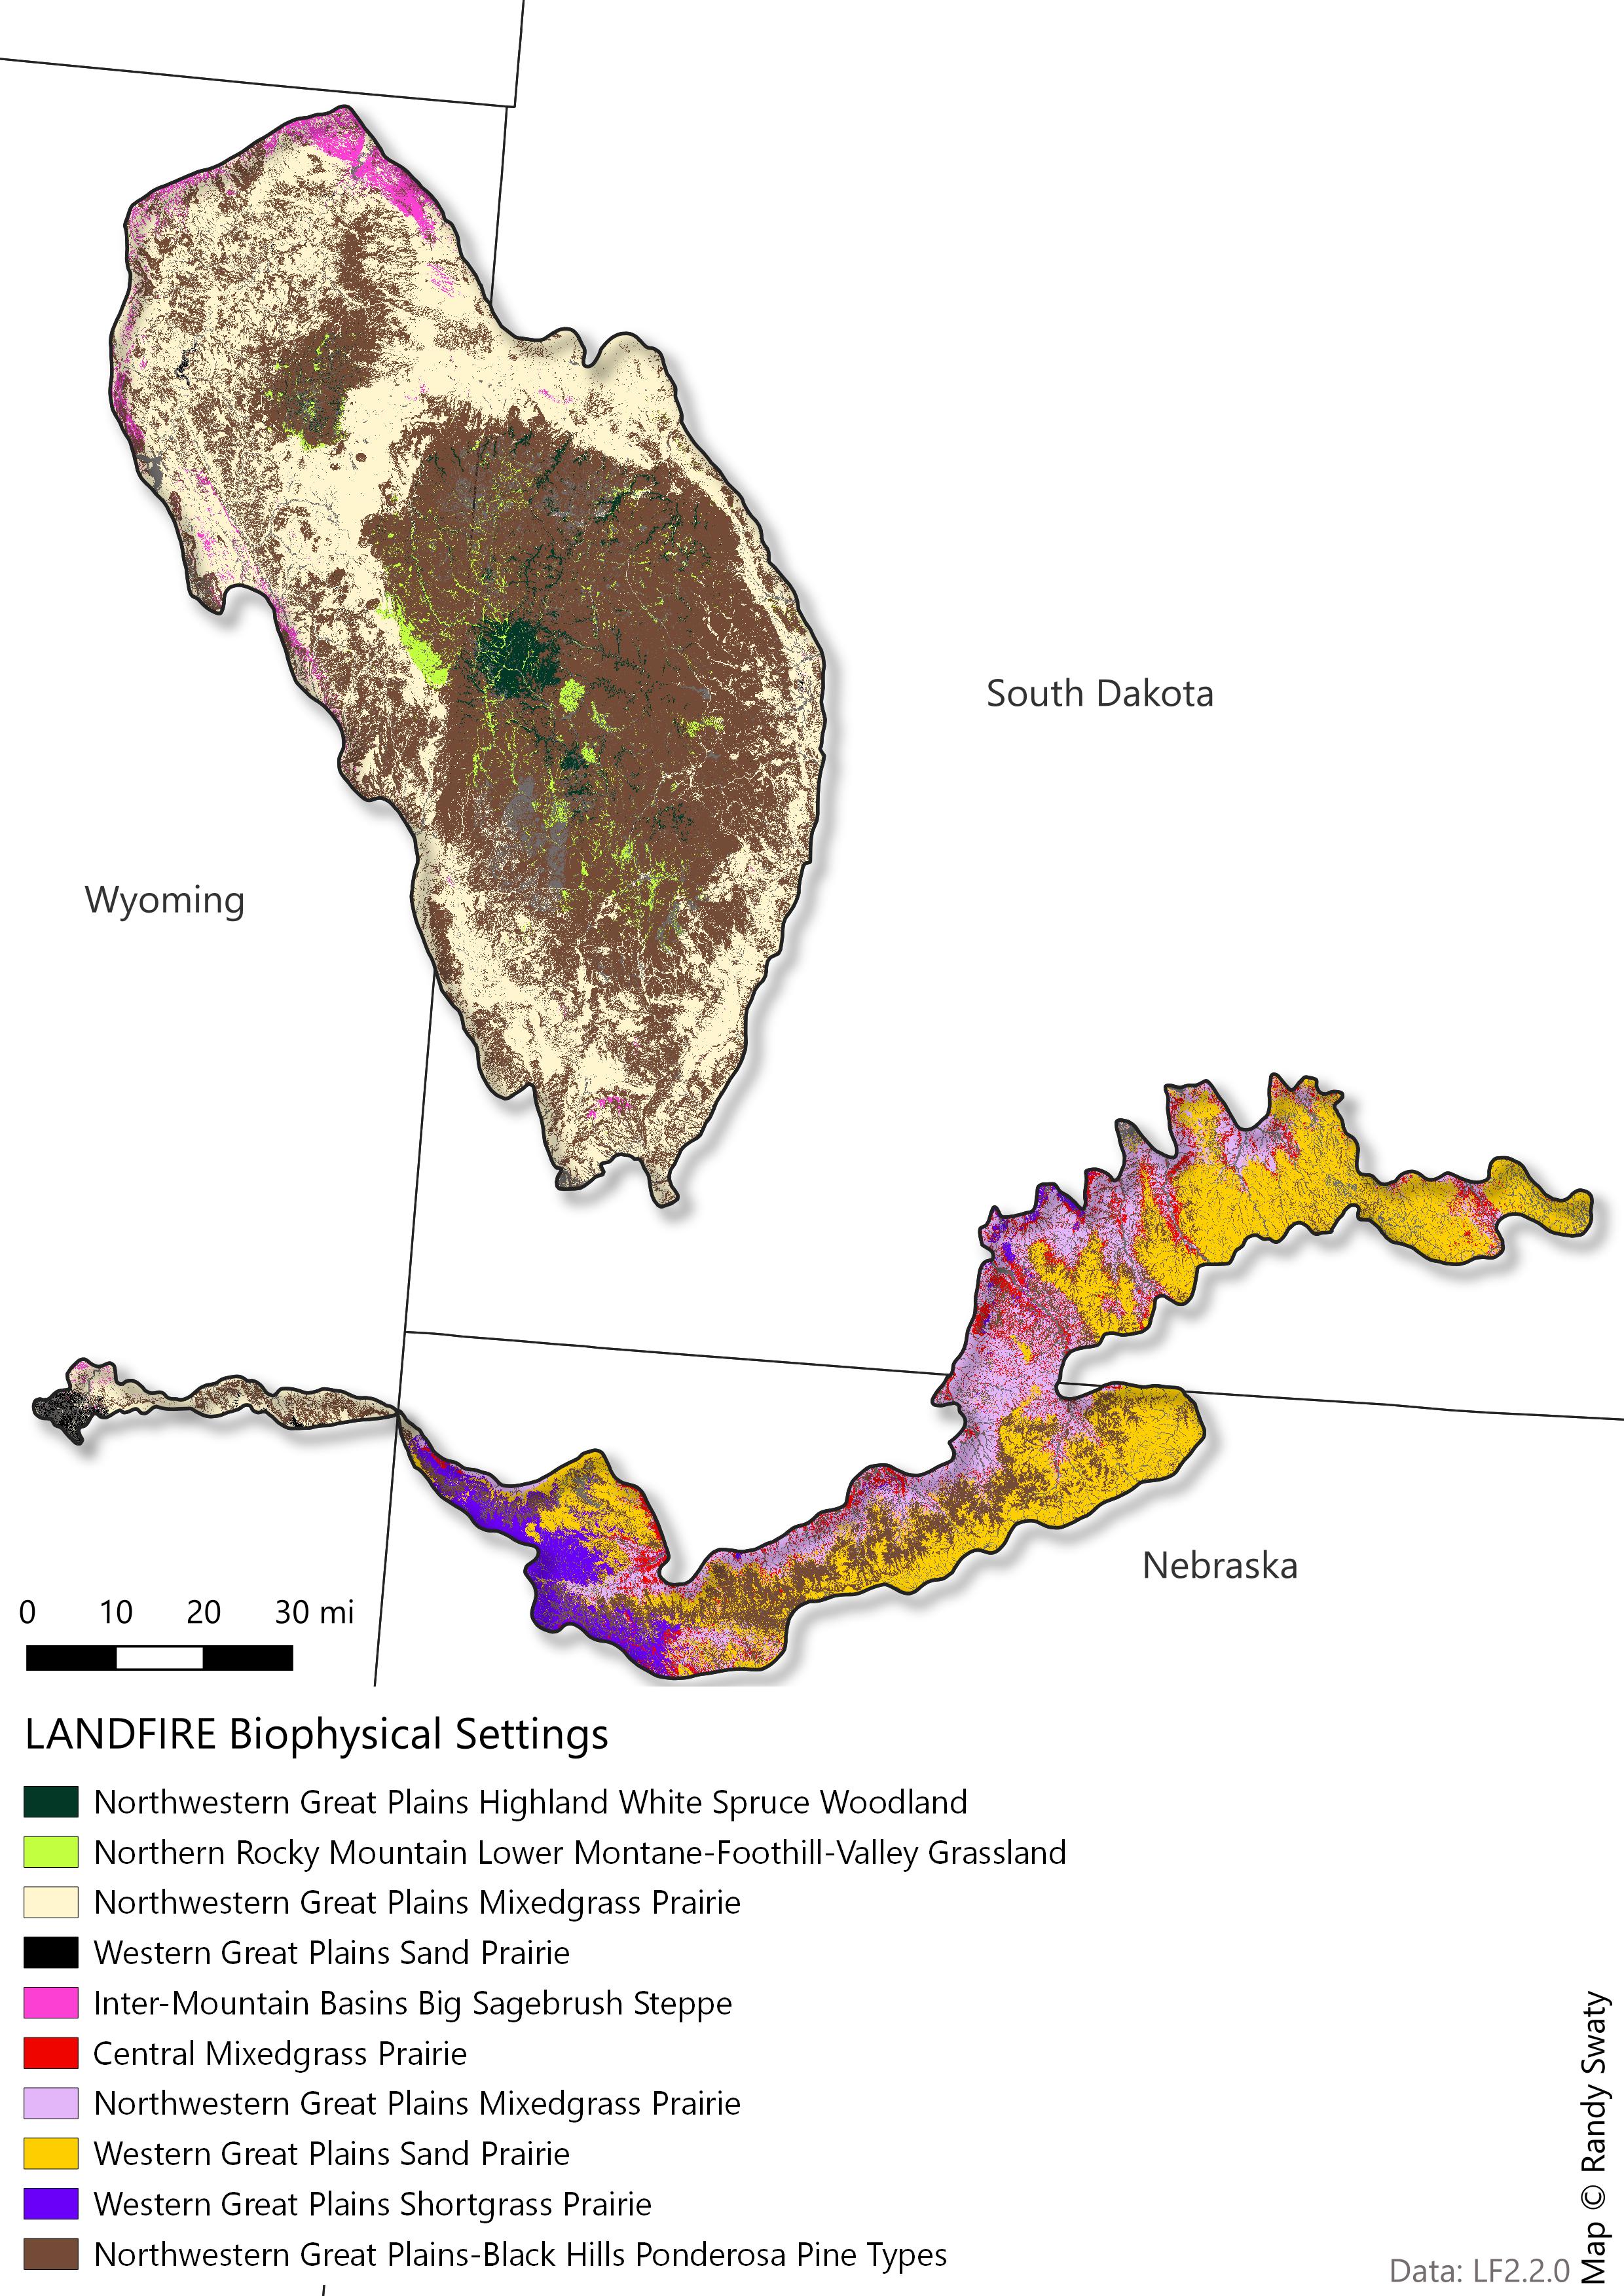 South Dakota
Wyoming
Nebraska
0 10 20 30 mi
LANDFIRE Biophysical Settings
Northwestern Great Plains Highland White Spruce Woodland
Northern Rocky Mountain Lower Montane-Foothill-Valley Grassland
Northwestern Great Plains Mixedgrass Prairie
Western Great Plains Sand Prairie
Inter-Mountain Basins Big Sagebrush Steppe
Central Mixedgrass Prairie
Northwestern Great Plains Mixedgrass Prairie
Western Great Plains Sand Prairie
Western Great Plains Shortgrass Prairie
Northwestern Great Plains-Black Hills Ponderosa Pine Types
Data: LF2.2.0
Map © Randy Swaty